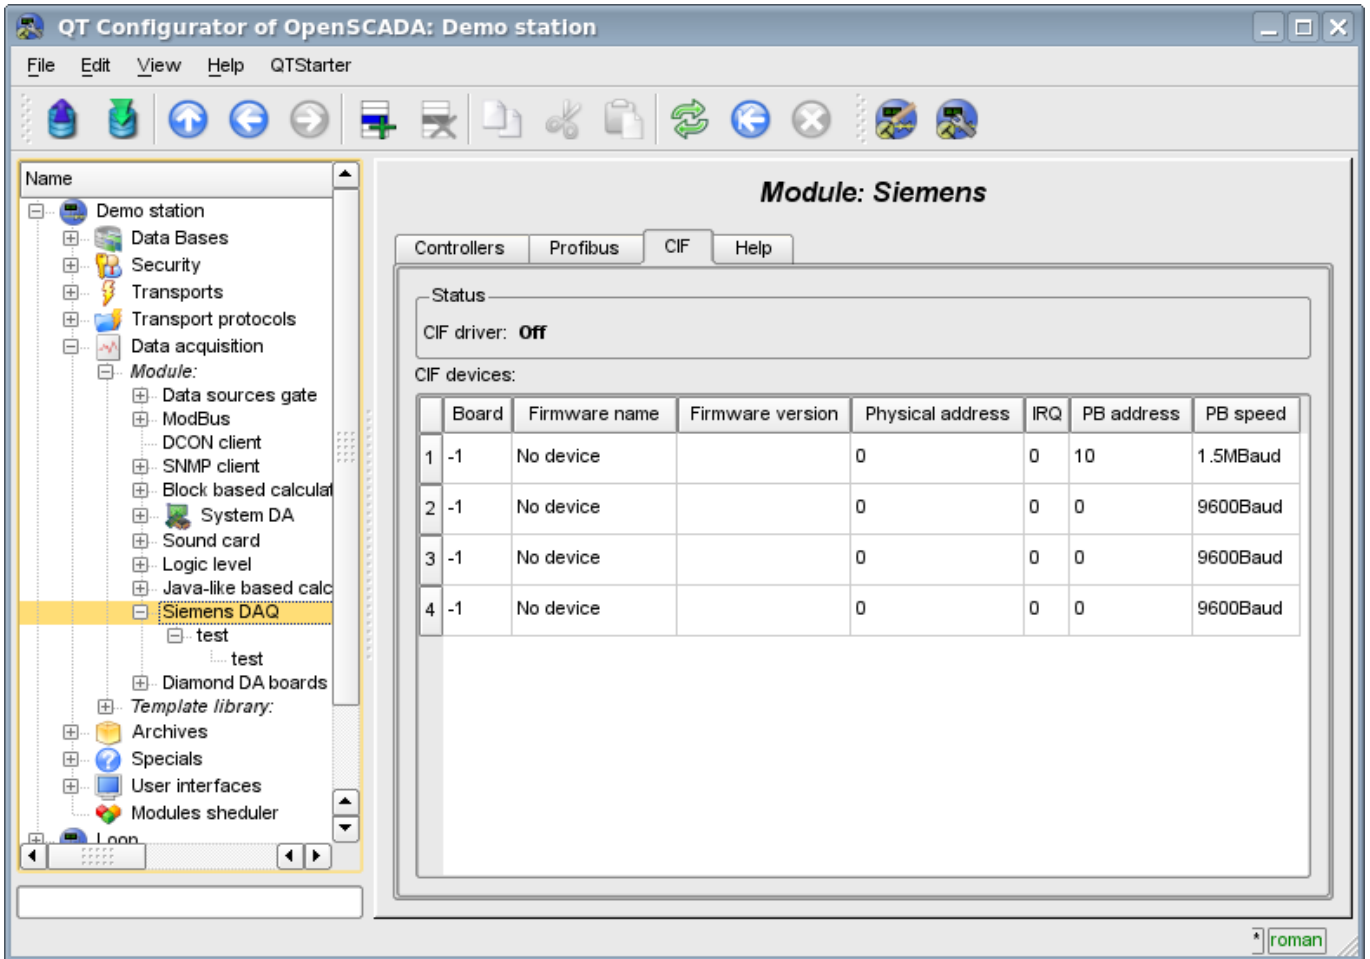 QT Configurator of OpenSCADA: Demo station
File Edit View Help QTStarter
Name
Demo station
Data Bases
Security
Transports
Transport protocols
Data acquisition
Module:
Data sources gate
ModBus
DCON client
SNMP client
Block based calculat
System DA
Sound card
Logic level
Java-like based calc
Siemens DAQ
test
test
Diamond DA boards
Template library:
Archives
Specials
User interfaces
Modules sheduler
Loop
Module: Siemens
Controllers Profibus CIF Help
Status
CIF driver: Off
CIF devices:
Board Firmware name Firmware version Physical address IRQ PB address PB speed
1 -1 No device 0 0 10 1.5MBaud
2 -1 No device 0 0 0 9600Baud
3 -1 No device 0 0 0 9600Baud
4 -1 No device 0 0 0 9600Baud
* roman